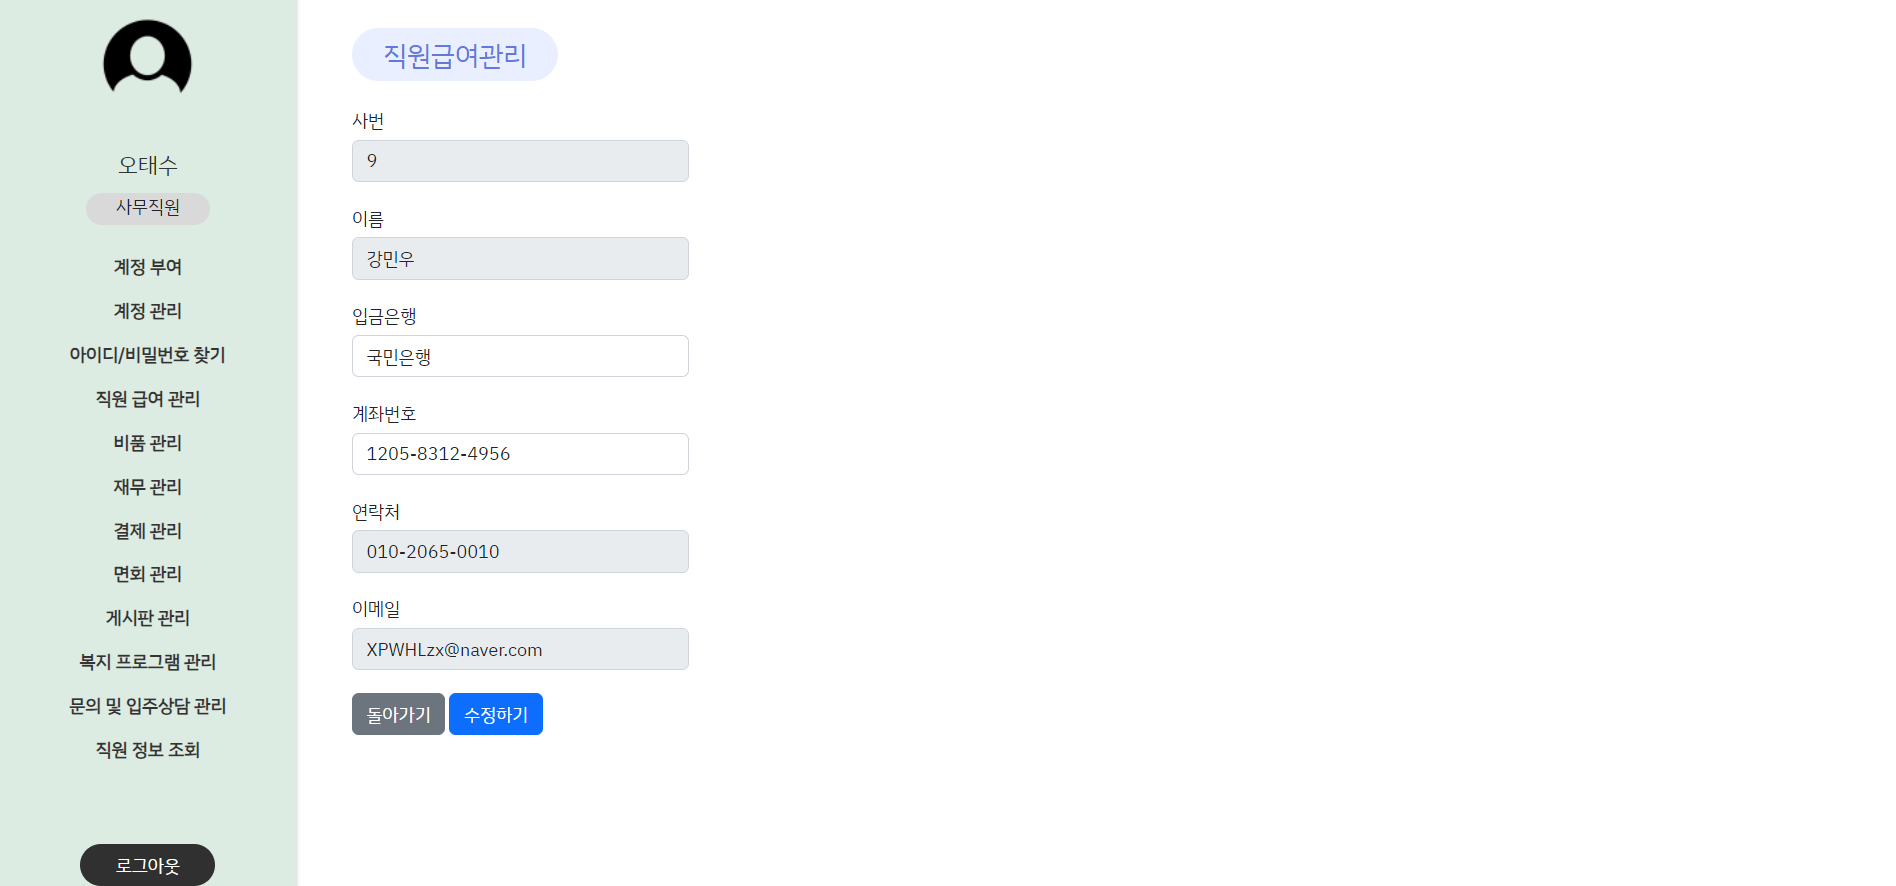 오태수
사무직원
계정 부여
계정 관리
아이디/비밀번호 찾기
직원 급여 관리
비품 관리
재무 관리
결제 관리
면회 관리
게시판 관리
복지 프로그램 관리
문의 및 입주상담 관리
직원 정보 조회
로그아웃
직원급여관리
사번
9
이름
강민우
입금은행
국민은행
계좌번호
1205-8312-4956
연락처
010-2065-0010
이메일
XPWHLzx@naver.com
돌아가기 수정하기